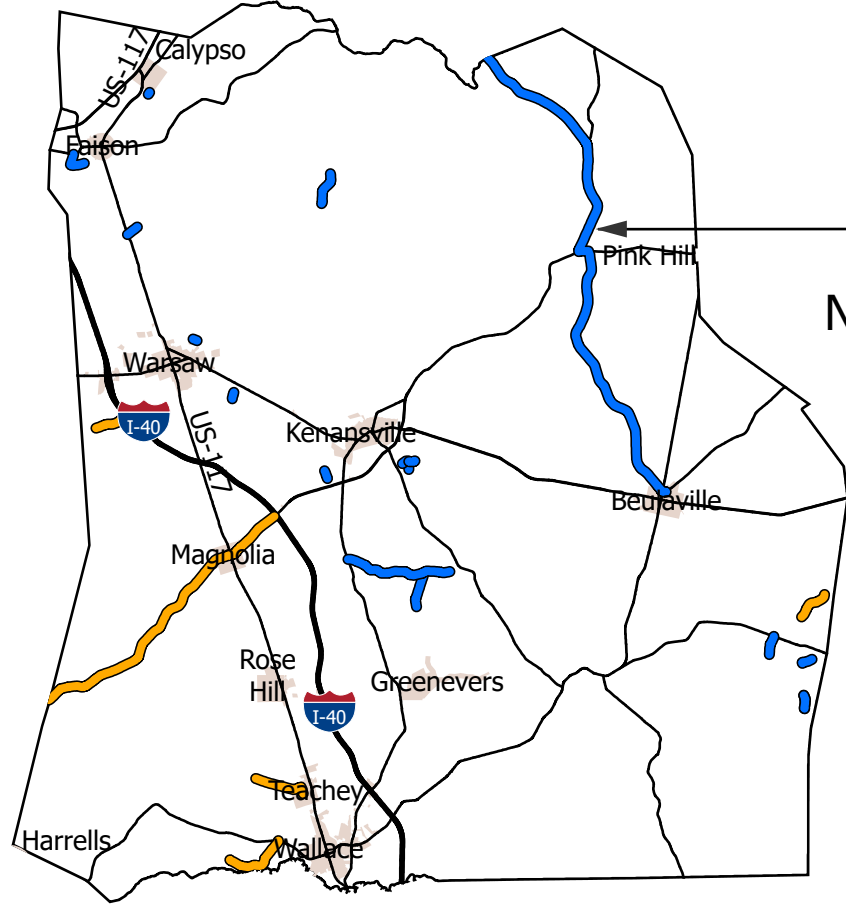 Calypso
US-117
Faison
Pink Hill
N
Warsaw
I-40
US-117
Kenansville
Beulaville
Magnolia
Rose
Hill
Greenevers
I-40
Teachey
Harrells
Wallace